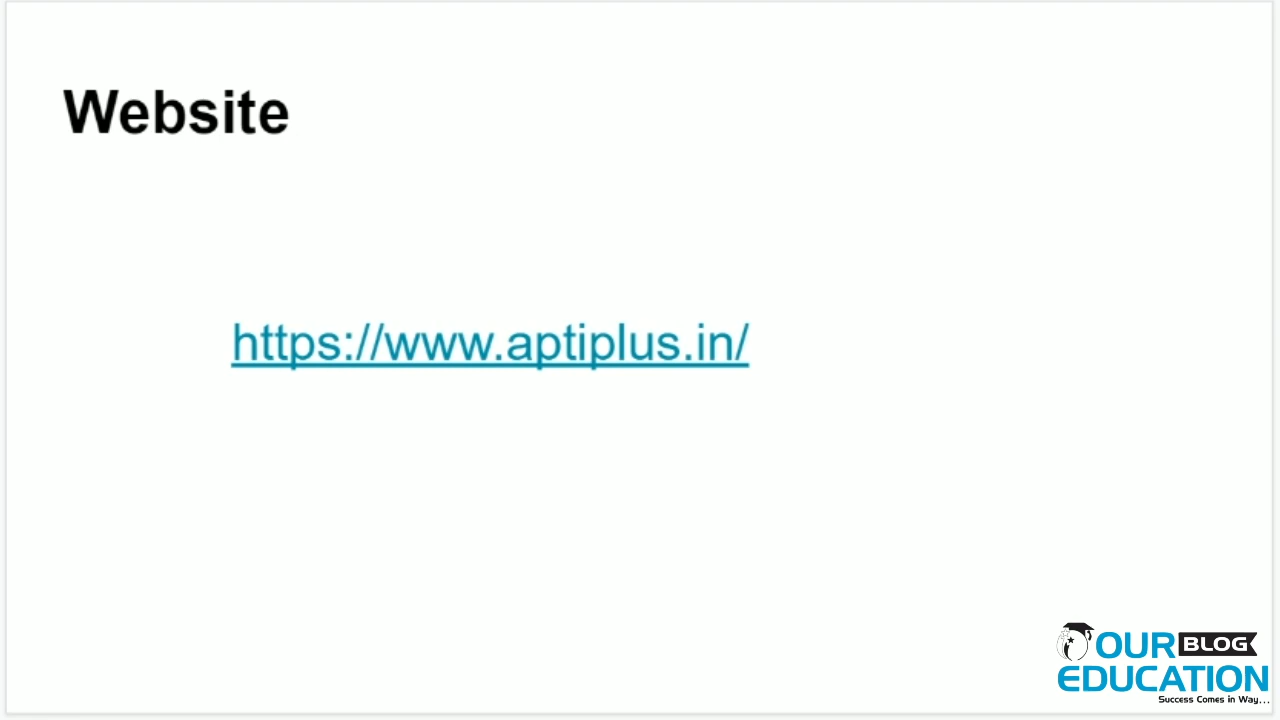 Website
https://www.aptiplus.in/
OUR BLOG
EDUCATION
Success Comes in Way...